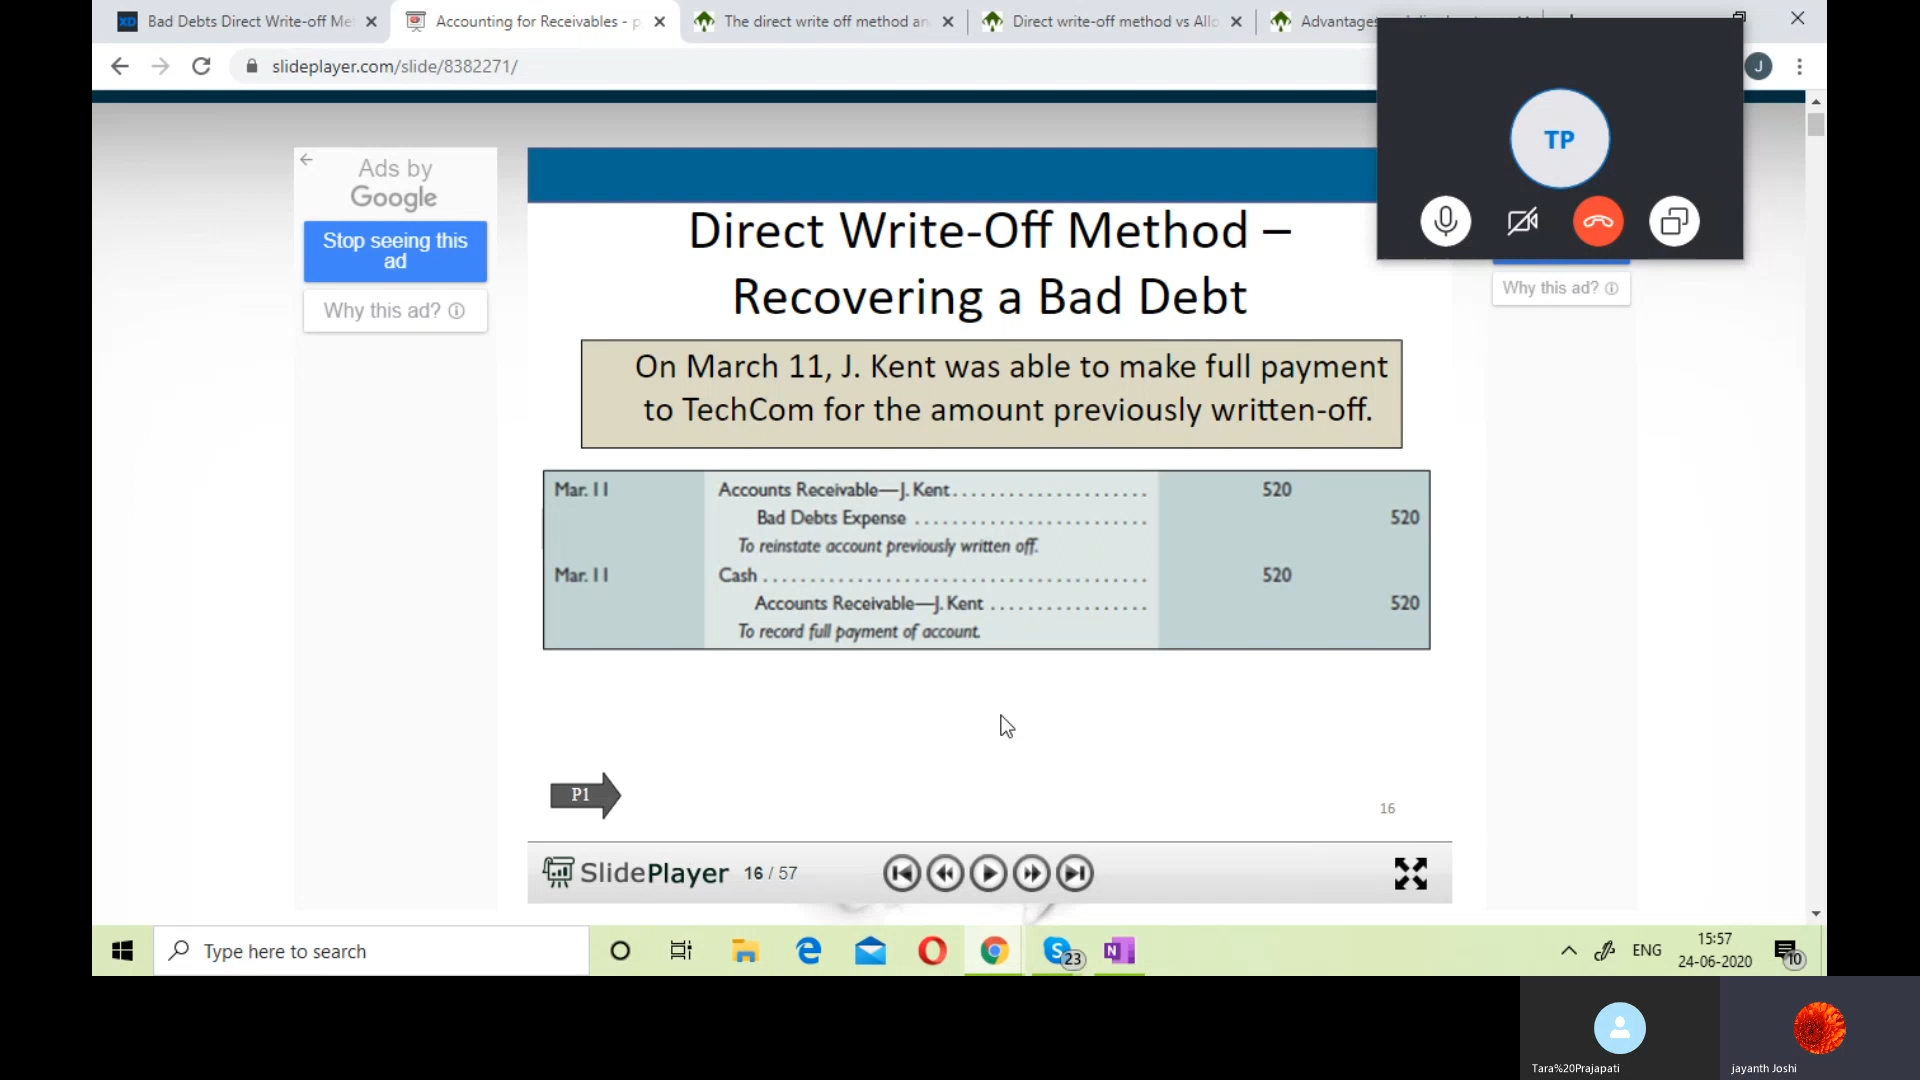 Bad Debts Direct Write-off Me
Accounting for Receivables - p
The direct write off method an
Direct write-off method vs Allo
Advantages
slideplayer.com/slide/8382271/
J
TP
Ads by
Google
Stop seeing this
ad
Why this ad?
Why this ad?
Direct Write-Off Method –
Recovering a Bad Debt
On March 11, J. Kent was able to make full payment
to TechCom for the amount previously written-off.
Mar. 11 Accounts Receivable—J. Kent...................... 520
Bad Debts Expense ......................... 520
To reinstate account previously written off.
Mar. 11 Cash ........................................ 520
Accounts Receivable—J. Kent ................. 520
To record full payment of account.
P1
16
SlidePlayer 16 / 57
Type here to search
23
N
ENG
15:57
24-06-2020
10
Tara%20Prajapati
jayanth Joshi